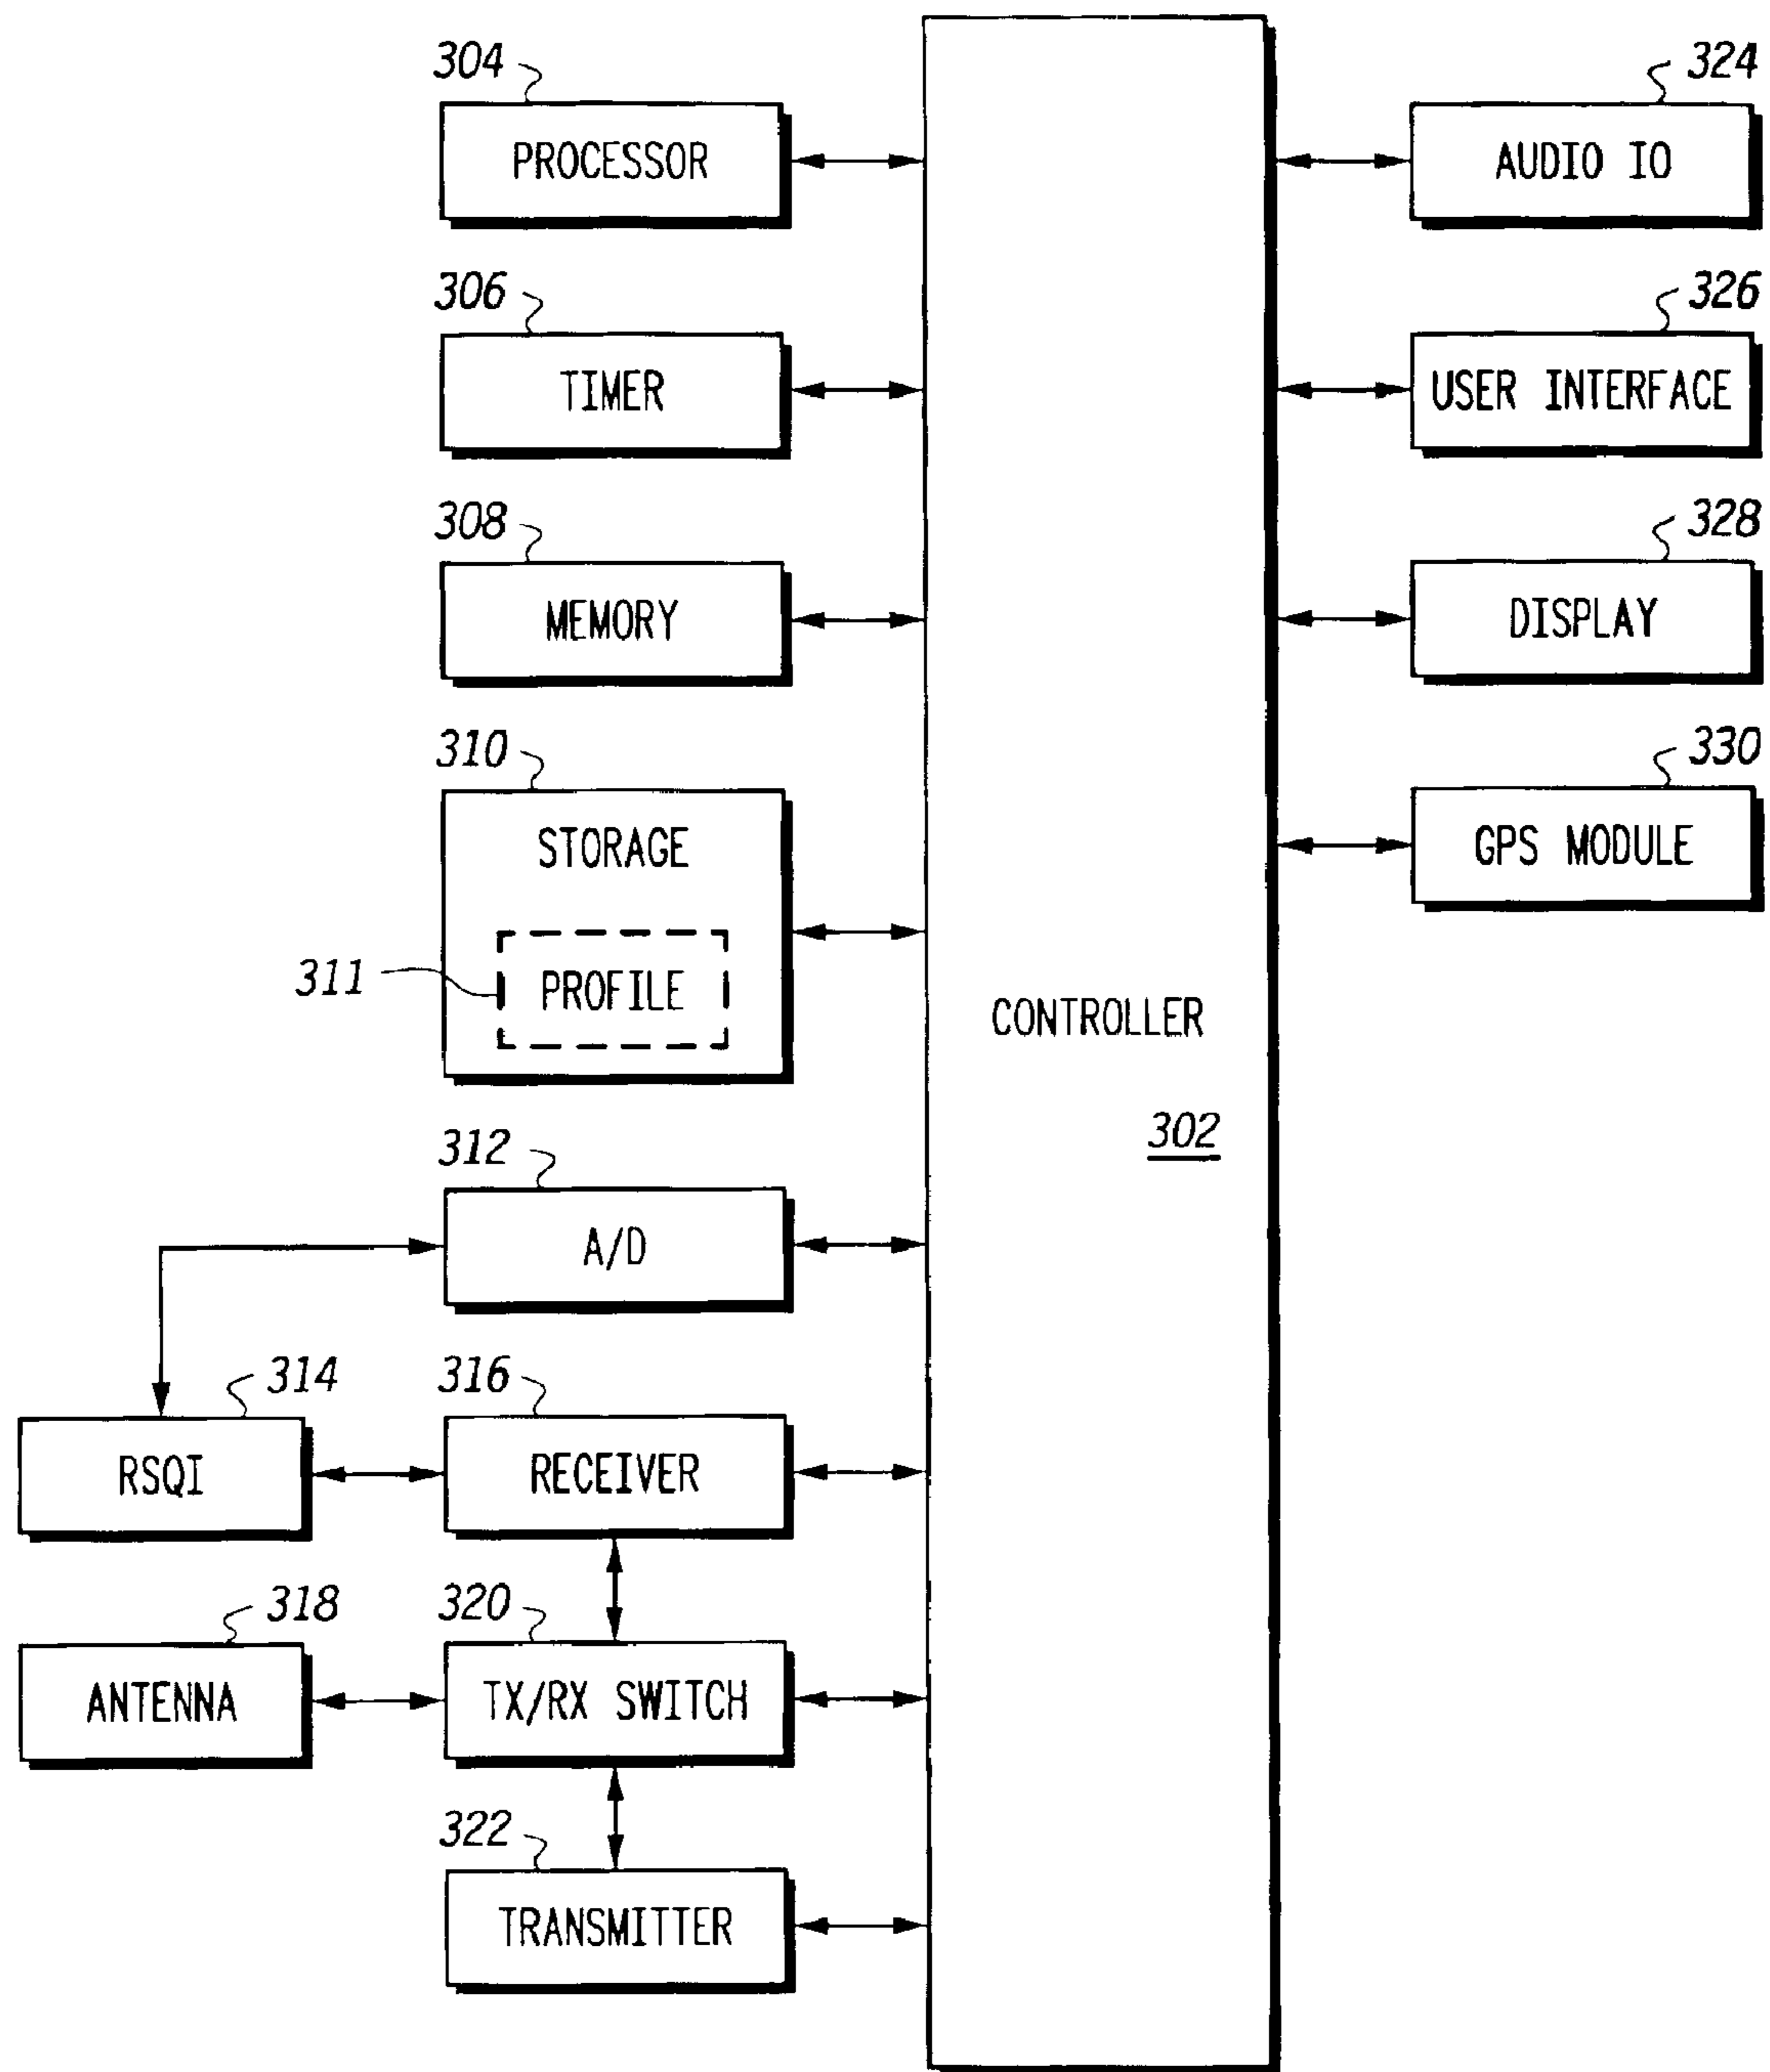 304
PROCESSOR
306
TIMER
308
MEMORY
310
STORAGE
311
PROFILE
312
A/D
314
RSQI
316
RECEIVER
318
ANTENNA
320
TX/RX SWITCH
322
TRANSMITTER
CONTROLLER
302
324
AUDIO IO
326
USER INTERFACE
328
DISPLAY
330
GPS MODULE